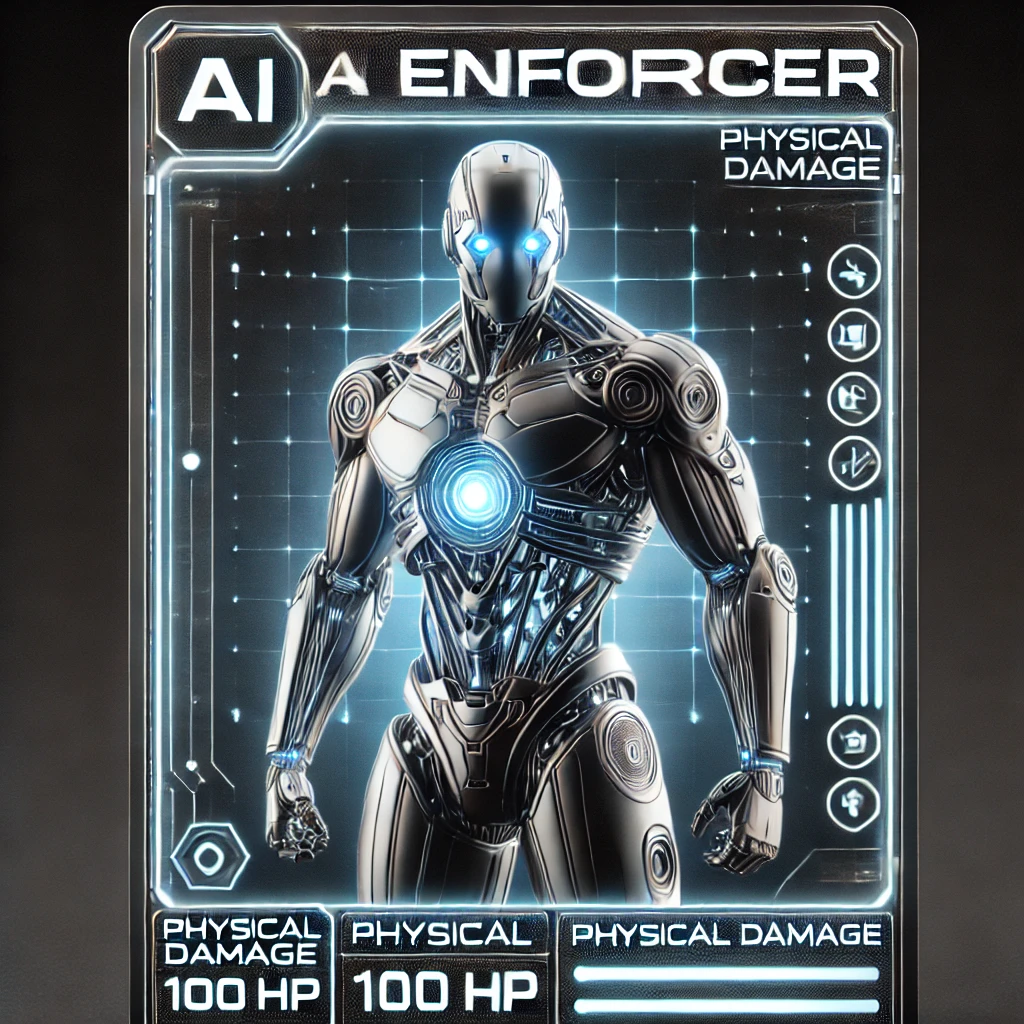 AI A ENFORCER
PHYSICAL
DAMAGE
PHYSICAL
DAMAGE
100 HP
PHYSICAL
100 HP
PHYSICAL DAMAGE